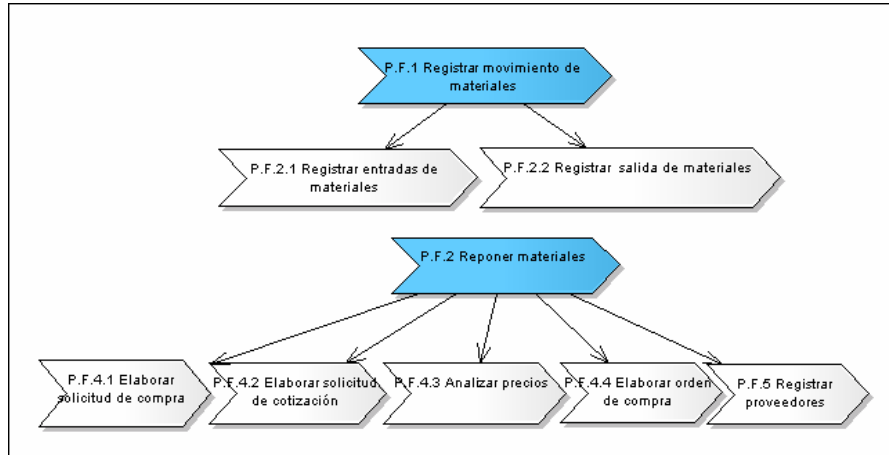 P.F.1 Registrar movimiento de
materiales
P.F.2.1 Registrar entradas de
materiales
P.F.2.2 Registrar salida de materiales
P.F.2 Reponer materiales
P.F.4.1 Elaborar
solicitud de compra
P.F.4.2 Elaborar solicitud
de cotización
P.F.4.3 Analizar precios
P.F.4.4 Elaborar orden
de compra
P.F.5 Registrar
proveedores